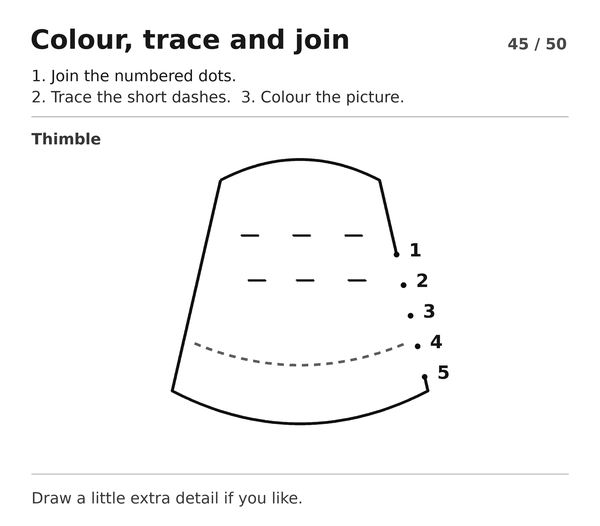 Colour, trace and join
45 / 50
1. Join the numbered dots.
2. Trace the short dashes.  3. Colour the picture.
Thimble
1
2
3
4
5
Draw a little extra detail if you like.